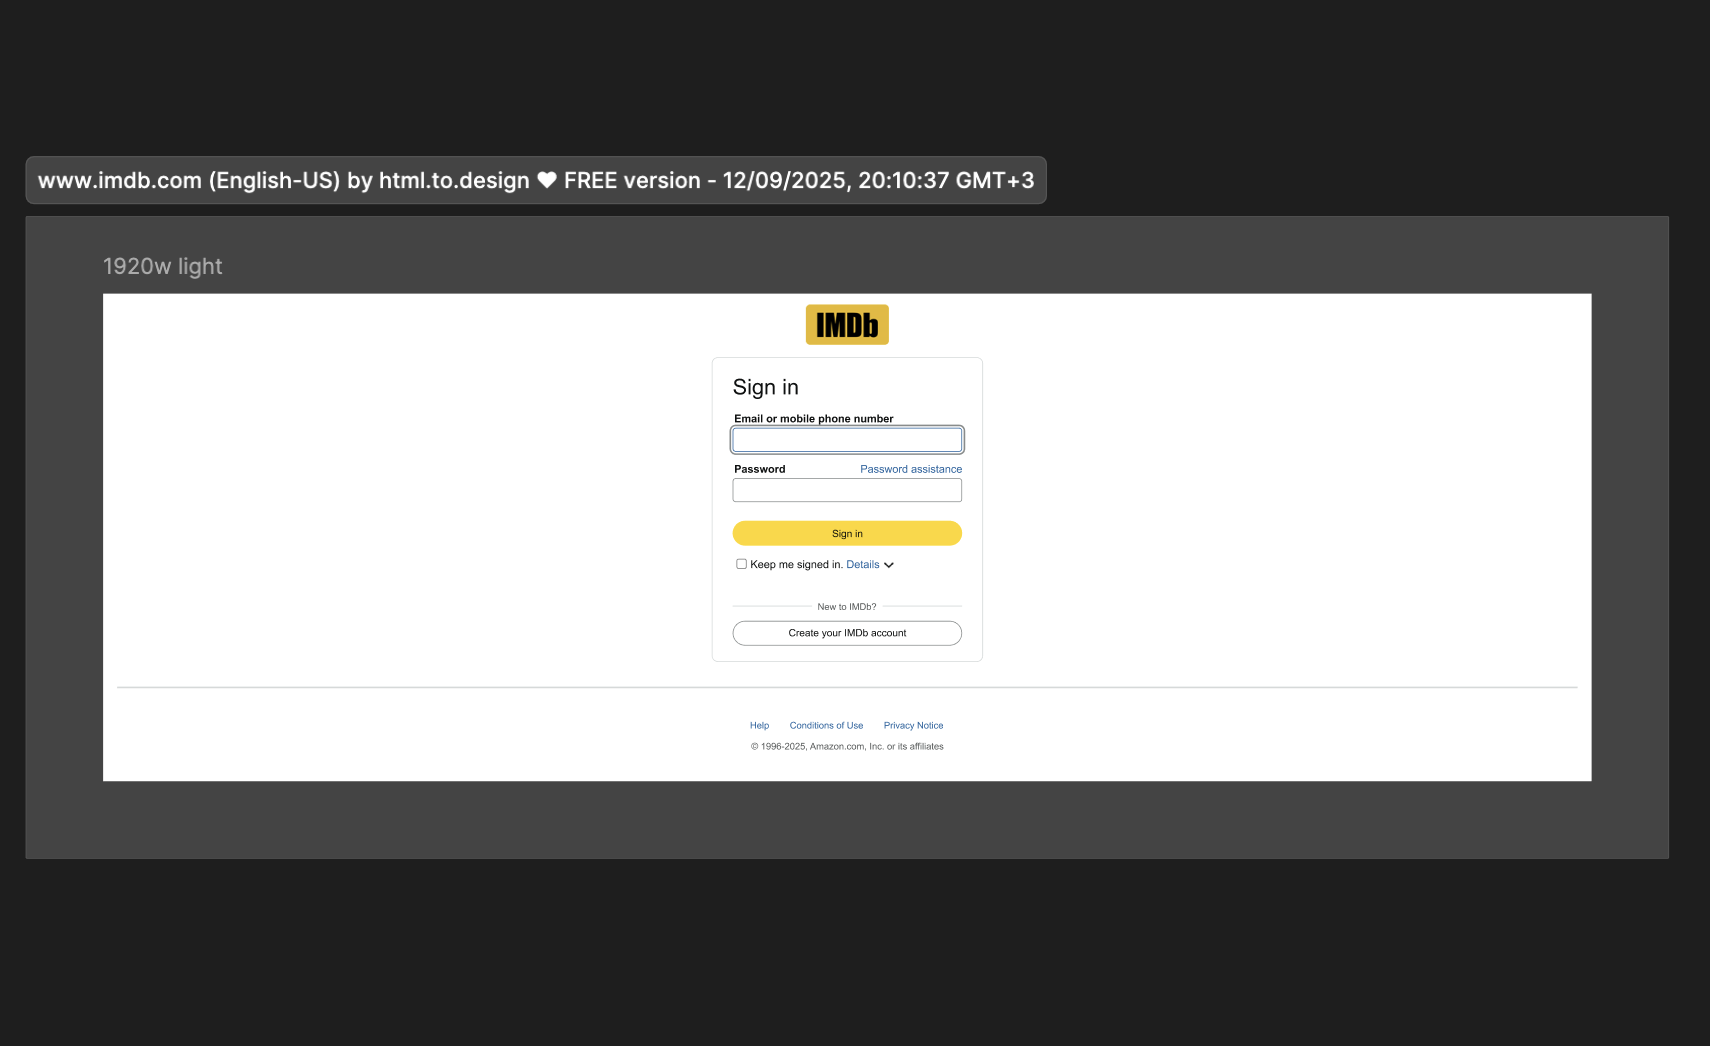 www.imdb.com (English-US) by html.to.design ♥ FREE version - 12/09/2025, 20:10:37 GMT+3
1920w light
IMDb
Sign in
Email or mobile phone number
Password Password assistance
Sign in
Keep me signed in. Details
New to IMDb?
Create your IMDb account
Help Conditions of Use Privacy Notice
© 1996-2025, Amazon.com, Inc. or its affiliates